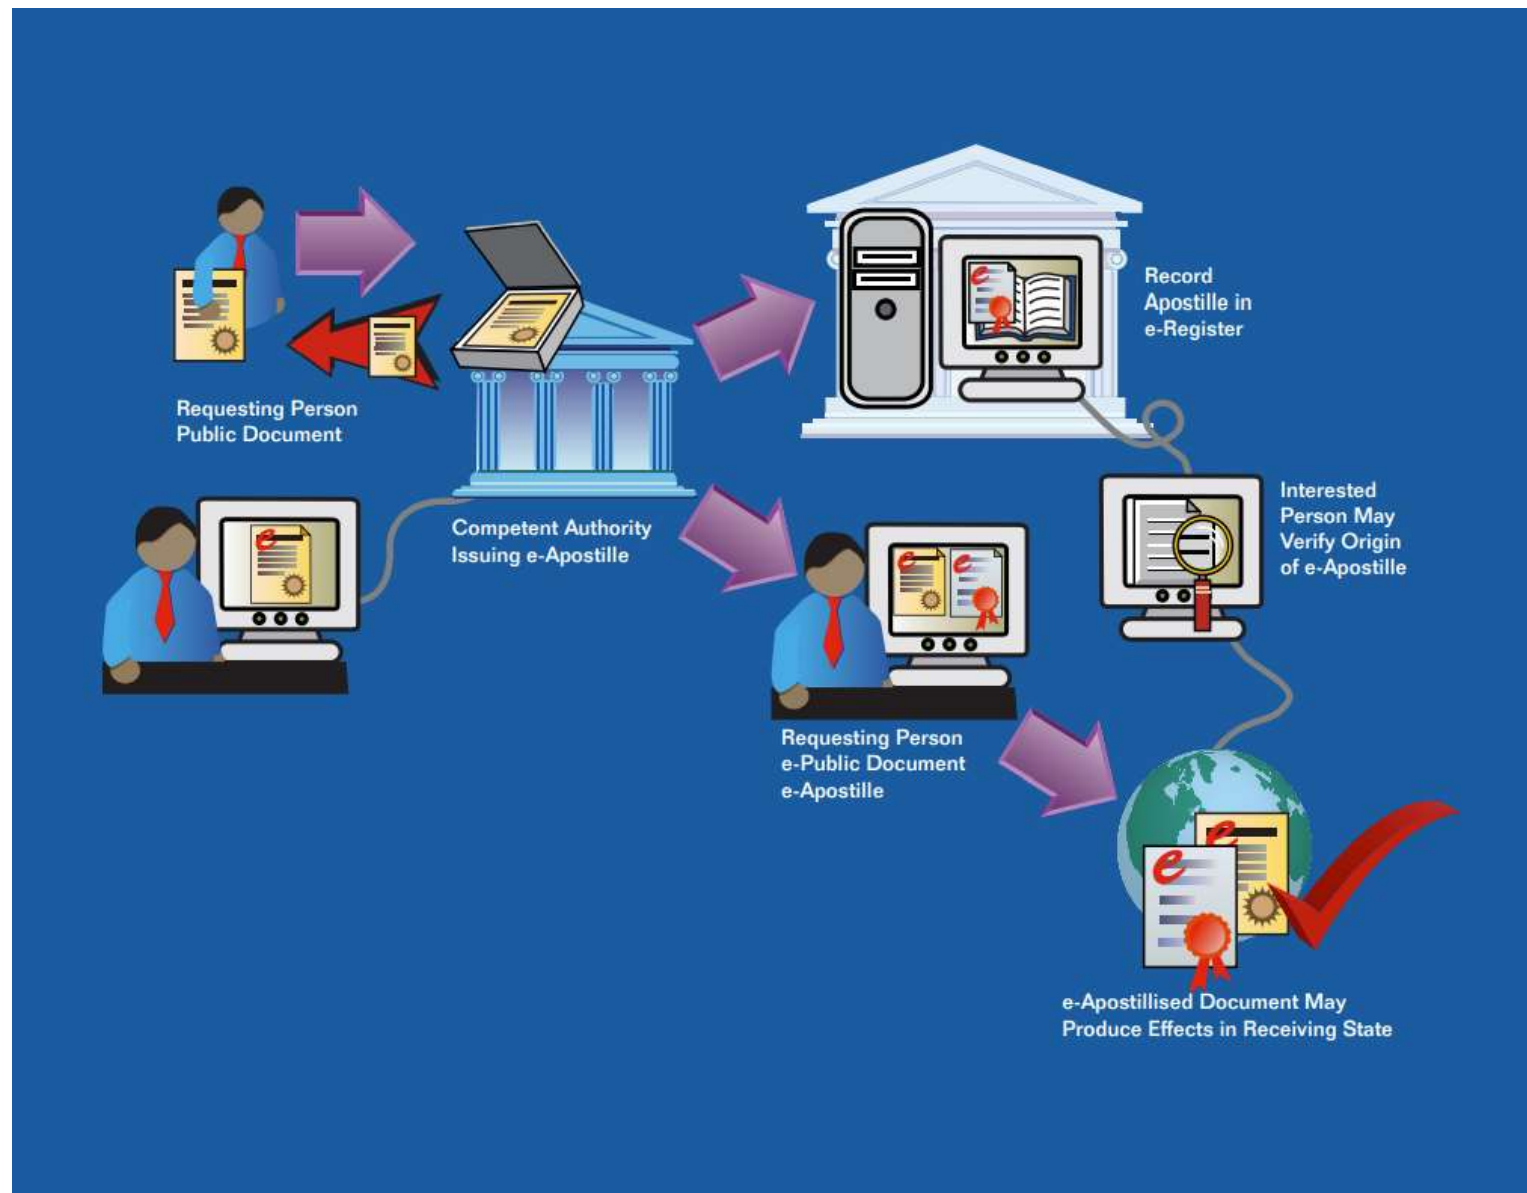 Requesting Person
Public Document
Competent Authority
Issuing e-Apostille
Record
Apostille in
e-Register
Interested
Person May
Verify Origin
of e-Apostille
Requesting Person
e-Public Document
e-Apostille
e-Apostillised Document May
Produce Effects in Receiving State